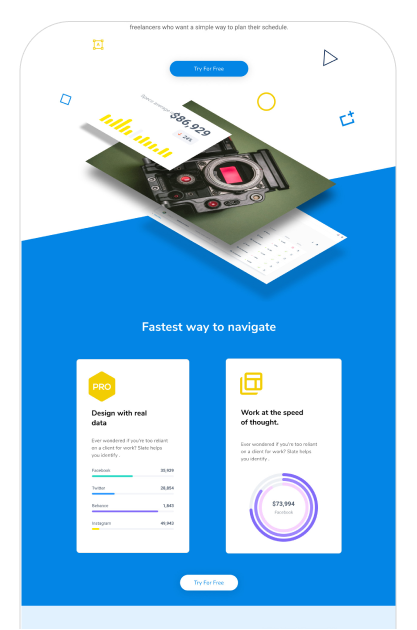 freelancers who want a simple way to plan their schedule.
Try For Free
Spens average
$86,929
24%
Fastest way to navigate
PRO
Design with real
data
Ever wondered if you're too reliant
on a client for work? Slate helps
you identify .
Facebook 35,929
Twitter 28,854
Behance 1,643
Instagram 49,943
Work at the speed
of thought.
Ever wondered if you're too reliant
on a client for work? Slate helps
you identify .
$73,994
Facebook
Try For Free